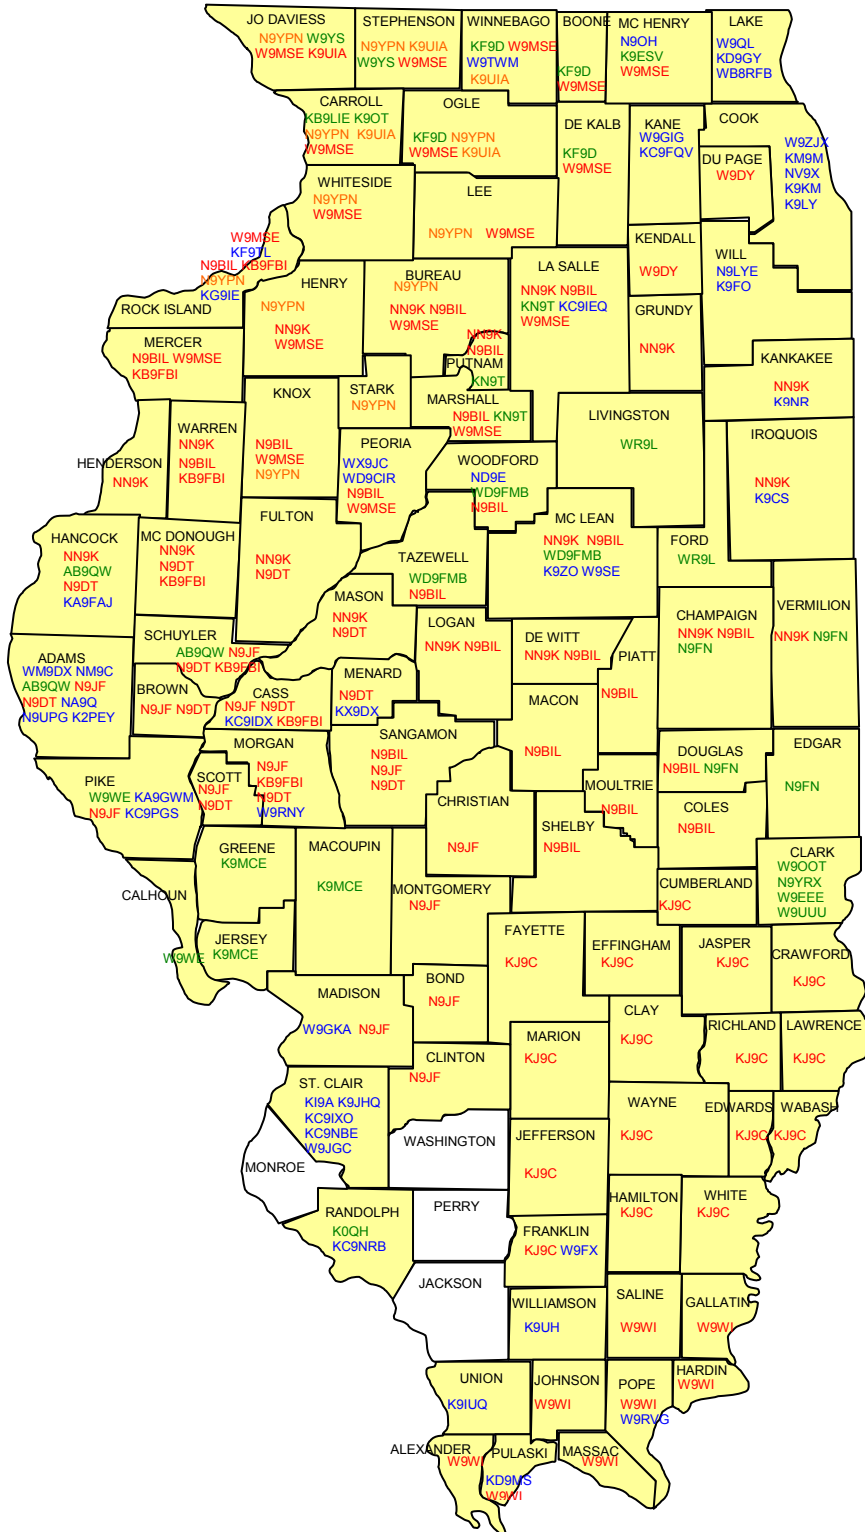 JO DAVIESS
N9YPN W9YS
W9MSE K9UIA
STEPHENSON
N9YPN K9UIA
W9YS W9MSE
WINNEBAGO
KF9D W9MSE
W9TWM
K9UIA
BOONE
KF9D
W9MSE
MC HENRY
N9OH
K9ESV
W9MSE
LAKE
W9QL
KD9GY
WB8RFB
CARROLL
KB9LIE K9OT
N9YPN K9UIA
W9MSE
OGLE
KF9D N9YPN
W9MSE K9UIA
DE KALB
KF9D
W9MSE
KANE
W9GIG
KC9FQV
COOK
W9ZJX
KM9M
NV9X
K9KM
K9LY
DU PAGE
W9DY
WHITESIDE
N9YPN
W9MSE
LEE
N9YPN W9MSE
W9MSE
KF9TL
N9BIL KB9FBI
N9YPN
KG9IE
ROCK ISLAND
HENRY
N9YPN
NN9K
W9MSE
BUREAU
N9YPN
NN9K N9BIL
W9MSE
LA SALLE
NN9K N9BIL
KN9T KC9IEQ
W9MSE
KENDALL
W9DY
WILL
N9LYE
K9FO
GRUNDY
NN9K
MERCER
N9BIL W9MSE
KB9FBI
NN9K
N9BIL
PUTNAM
KN9T
KANKAKEE
NN9K
K9NR
KNOX
N9BIL
W9MSE
N9YPN
STARK
N9YPN
MARSHALL
N9BIL KN9T
W9MSE
LIVINGSTON
WR9L
IROQUOIS
NN9K
K9CS
HENDERSON
NN9K
WARREN
NN9K
N9BIL
KB9FBI
PEORIA
WX9JC
WD9CIR
N9BIL
W9MSE
WOODFORD
ND9E
WD9FMB
N9BIL
HANCOCK
NN9K
AB9QW
N9DT
KA9FAJ
MC DONOUGH
NN9K
N9DT
KB9FBI
FULTON
NN9K
N9DT
TAZEWELL
WD9FMB
N9BIL
MC LEAN
NN9K N9BIL
WD9FMB
K9ZO W9SE
FORD
WR9L
MASON
NN9K
N9DT
LOGAN
NN9K N9BIL
DE WITT
NN9K N9BIL
PIATT
N9BIL
CHAMPAIGN
NN9K N9BIL
N9FN
VERMILION
NN9K N9FN
ADAMS
WM9DX NM9C
AB9QW N9JF
N9DT NA9Q
N9UPG K2PEY
SCHUYLER
AB9QW N9JF
N9DT KB9FBI
BROWN
N9JF N9DT
CASS
N9JF N9DT
KC9IDX KB9FBI
MENARD
N9DT
KX9DX
MACON
N9BIL
SANGAMON
N9BIL
N9JF
N9DT
PIKE
W9WE KA9GWM
N9JF KC9PGS
SCOTT
N9JF
N9DT
MORGAN
N9JF
KB9FBI
N9DT
W9RNY
CHRISTIAN
N9JF
MOULTRIE
N9BIL
DOUGLAS
N9BIL N9FN
EDGAR
N9FN
SHELBY
N9BIL
COLES
N9BIL
GREENE
K9MCE
MACOUPIN
K9MCE
MONTGOMERY
N9JF
CUMBERLAND
KJ9C
CLARK
W9OOT
N9YRX
W9EEE
W9UUU
CALHOUN
W9WE
JERSEY
K9MCE
FAYETTE
KJ9C
EFFINGHAM
KJ9C
JASPER
KJ9C
CRAWFORD
KJ9C
MADISON
W9GKA N9JF
BOND
N9JF
CLINTON
N9JF
MARION
KJ9C
CLAY
KJ9C
RICHLAND
KJ9C
LAWRENCE
KJ9C
ST. CLAIR
KI9A K9JHQ
KC9IXO
KC9NBE
W9JGC
WASHINGTON
JEFFERSON
KJ9C
WAYNE
KJ9C
EDWARDS
KJ9C
WABASH
KJ9C
MONROE
RANDOLPH
K0QH
KC9NRB
PERRY
HAMILTON
KJ9C
WHITE
KJ9C
FRANKLIN
KJ9C W9FX
JACKSON
WILLIAMSON
K9UH
SALINE
W9WI
GALLATIN
W9WI
UNION
K9IUQ
JOHNSON
W9WI
POPE
W9WI
W9RVG
HARDIN
W9WI
ALEXANDER
W9WI
PULASKI
KD9MS
W9WI
MASSAC
W9WI